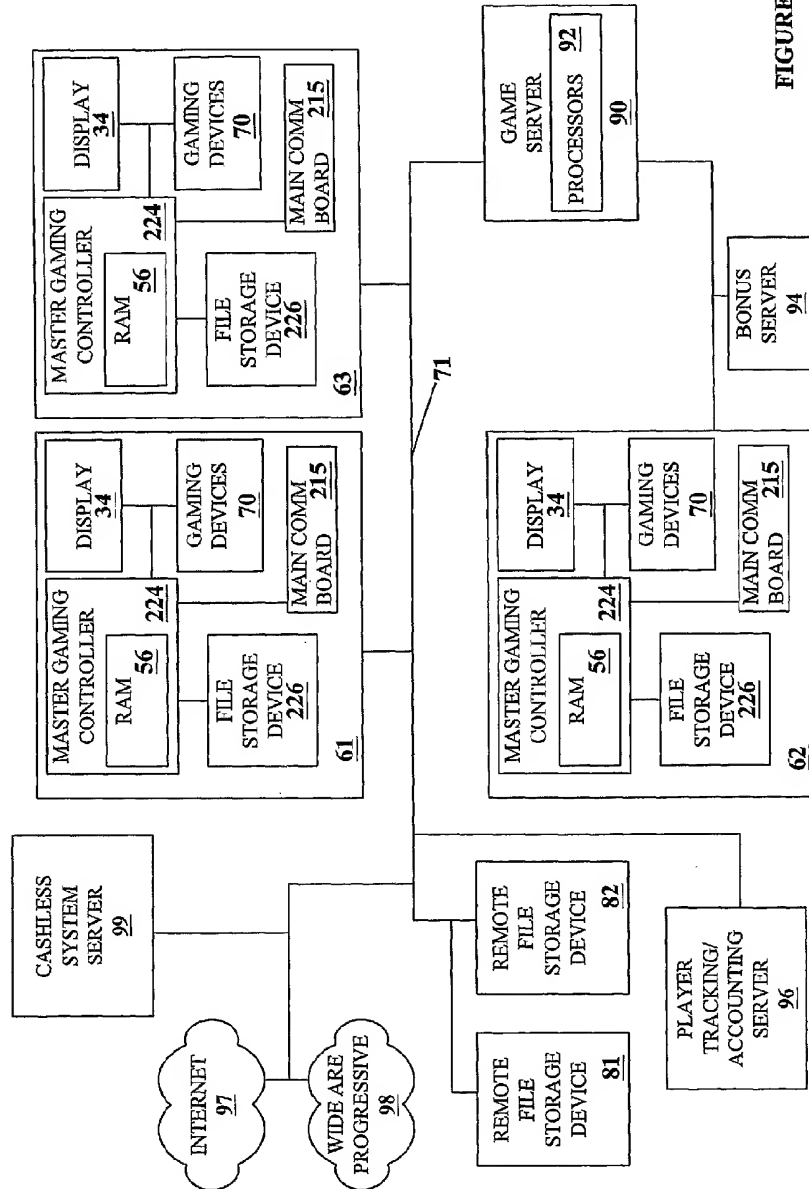 CASHLESS
SYSTEM
SERVER
99
INTERNET
97
WIDE ARE
PROGRESSIVE
98
REMOTE
FILE
STORAGE
DEVICE
81
REMOTE
FILE
STORAGE
DEVICE
82
PLAYER
TRACKING/
ACCOUNTING
SERVER
96
MASTER GAMING
CONTROLLER
224
RAM
56
DISPLAY
34
GAMING
DEVICES
70
FILE
STORAGE
DEVICE
226
MAIN COMM
BOARD
215
61
MASTER GAMING
CONTROLLER
224
RAM
56
DISPLAY
34
GAMING
DEVICES
70
FILE
STORAGE
DEVICE
226
MAIN COMM
BOARD
215
63
71
MASTER GAMING
CONTROLLER
224
RAM
56
DISPLAY
34
GAMING
DEVICES
70
FILE
STORAGE
DEVICE
226
MAIN COMM
BOARD
215
62
GAME
SERVER
PROCESSORS
92
90
BONUS
SERVER
94
FIGURE